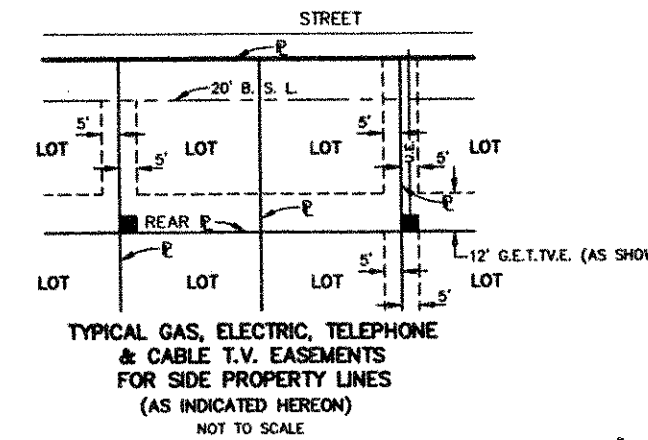 STREET
℄
20' B. S. L.
5'
5'
LOT
LOT
LOT
5'
U.E.
5'
LOT
℄
℄
REAR ℄
℄
12' G.E.T.TV.E. (AS SHOW
LOT
LOT
LOT
5'
5'
LOT
TYPICAL GAS, ELECTRIC, TELEPHONE
& CABLE T.V. EASEMENTS
FOR SIDE PROPERTY LINES
(AS INDICATED HEREON)
NOT TO SCALE